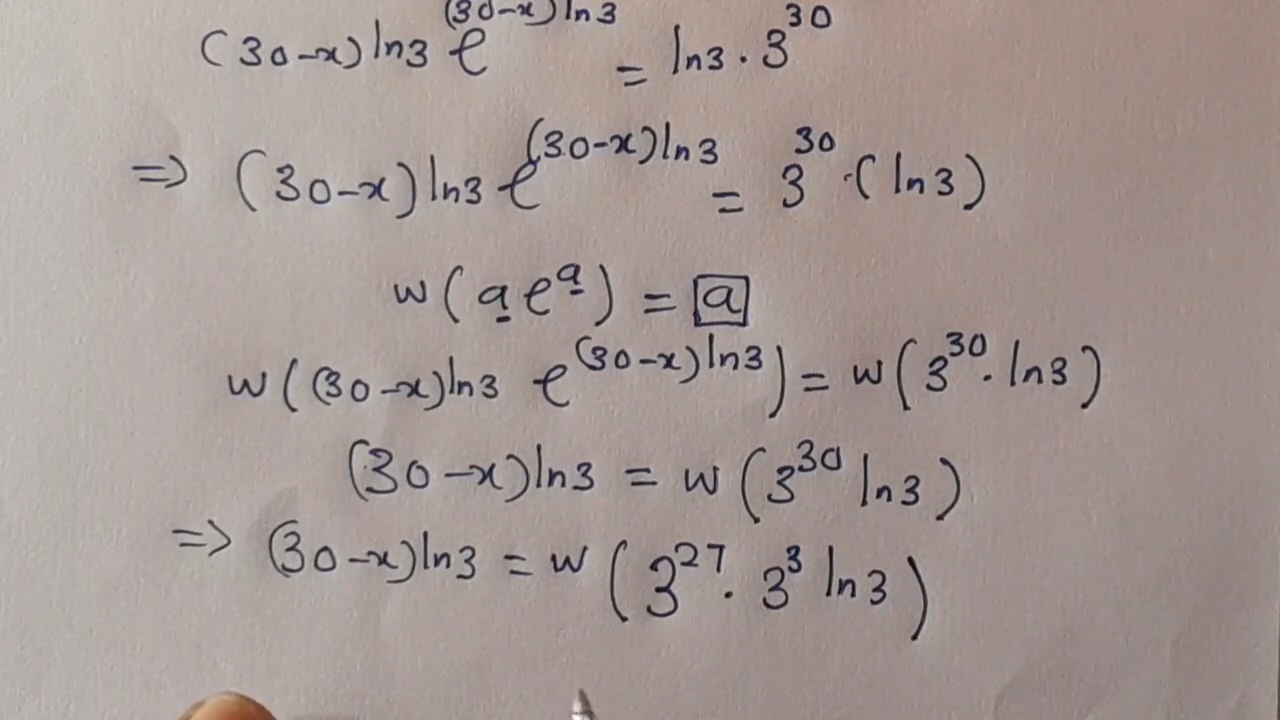 (30-x) ln3 e^(30-x) ln3 = ln3 · 3^30
=> (30-x) ln3 e^(30-x) ln3 = 3^30 · (ln3)
w(a e^a) = a
w((30-x) ln3 e^(30-x) ln3) = w(3^30 · ln3)
(30-x) ln3 = w(3^30 ln3)
=> (30-x) ln3 = w(3^27 · 3^3 ln3)